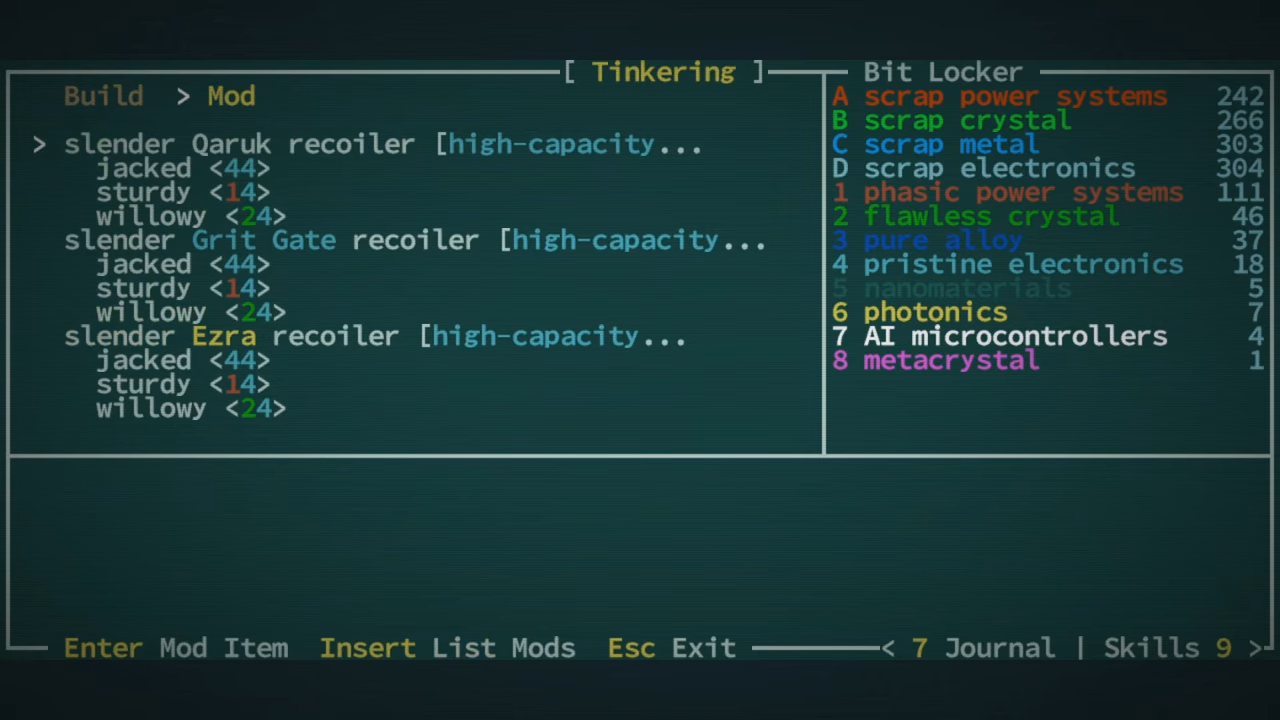 [ Tinkering ]
Build > Mod
> slender Qaruk recoiler [high-capacity...
jacked <44>
sturdy <14>
willowy <24>
slender Grit Gate recoiler [high-capacity...
jacked <44>
sturdy <14>
willowy <24>
slender Ezra recoiler [high-capacity...
jacked <44>
sturdy <14>
willowy <24>
Bit Locker
A scrap power systems 242
B scrap crystal 266
C scrap metal 303
D scrap electronics 304
1 phasic power systems 111
2 flawless crystal 46
3 pure alloy 37
4 pristine electronics 18
5 nanomaterials 5
6 photonics 7
7 AI microcontrollers 4
8 metacrystal 1
Enter Mod Item Insert List Mods Esc Exit < 7 Journal | Skills 9 >